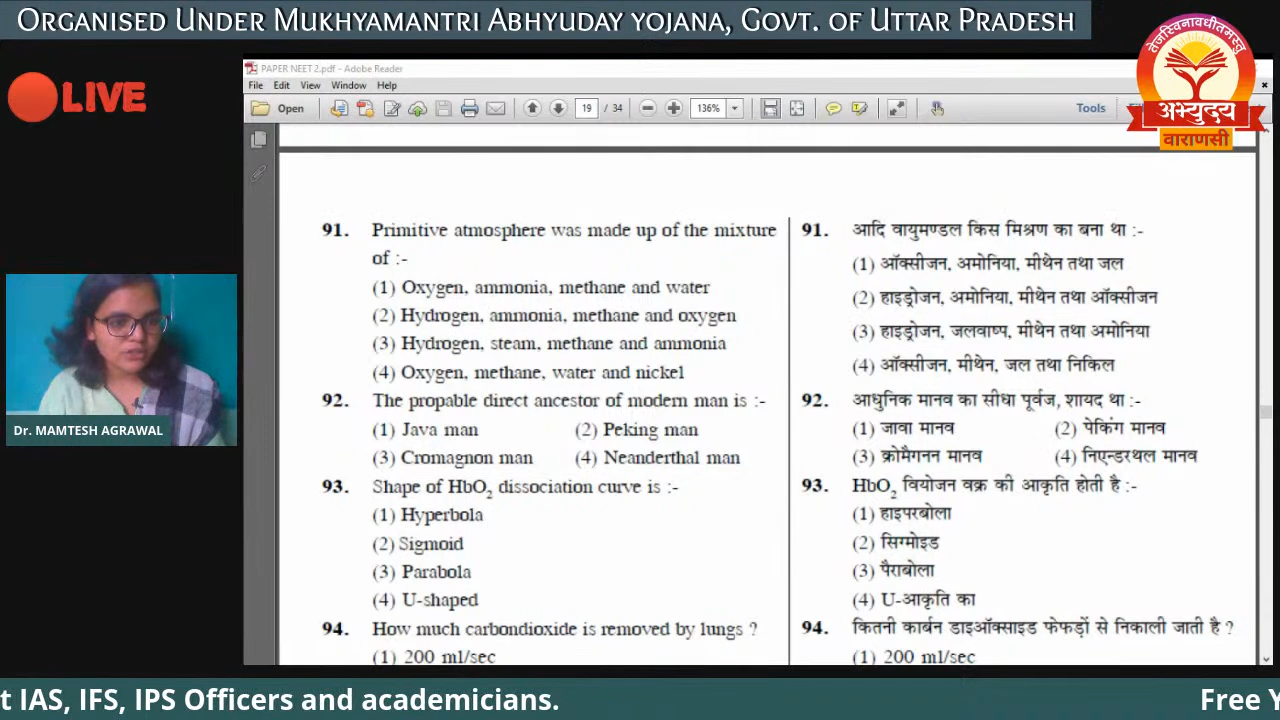 ORGANISED UNDER MUKHYAMANTRI ABHYUDAY YOJANA, GOVT. OF UTTAR PRADESH
तेजस्विनावधीतमस्तु
अभ्युदय
वाराणसी
LIVE
PAPER NEET 2.pdf - Adobe Reader
File Edit View Window Help
Open 19 / 34 136% Tools
91. Primitive atmosphere was made up of the mixture
of :-
(1) Oxygen, ammonia, methane and water
(2) Hydrogen, ammonia, methane and oxygen
(3) Hydrogen, steam, methane and ammonia
(4) Oxygen, methane, water and nickel
92. The propable direct ancestor of modern man is :-
(1) Java man (2) Peking man
(3) Cromagnon man (4) Neanderthal man
93. Shape of HbO₂ dissociation curve is :-
(1) Hyperbola
(2) Sigmoid
(3) Parabola
(4) U-shaped
94. How much carbondioxide is removed by lungs ?
(1) 200 ml/sec
91. आदि वायुमण्डल किस मिश्रण का बना था :-
(1) ऑक्सीजन, अमोनिया, मीथेन तथा जल
(2) हाइड्रोजन, अमोनिया, मीथेन तथा ऑक्सीजन
(3) हाइड्रोजन, जलवाष्प, मीथेन तथा अमोनिया
(4) ऑक्सीजन, मीथेन, जल तथा निकिल
92. आधुनिक मानव का सीधा पूर्वज, शायद था :-
(1) जावा मानव (2) पेकिंग मानव
(3) क्रोमैगनन मानव (4) निएन्डरथल मानव
93. HbO₂ वियोजन वक्र की आकृति होती है :-
(1) हाइपरबोला
(2) सिग्मोइड
(3) पैराबोला
(4) U-आकृति का
94. कितनी कार्बन डाइऑक्साइड फेफड़ों से निकाली जाती है ?
(1) 200 ml/sec
Dr. MAMTESH AGRAWAL
t IAS, IFS, IPS Officers and academicians.
Free